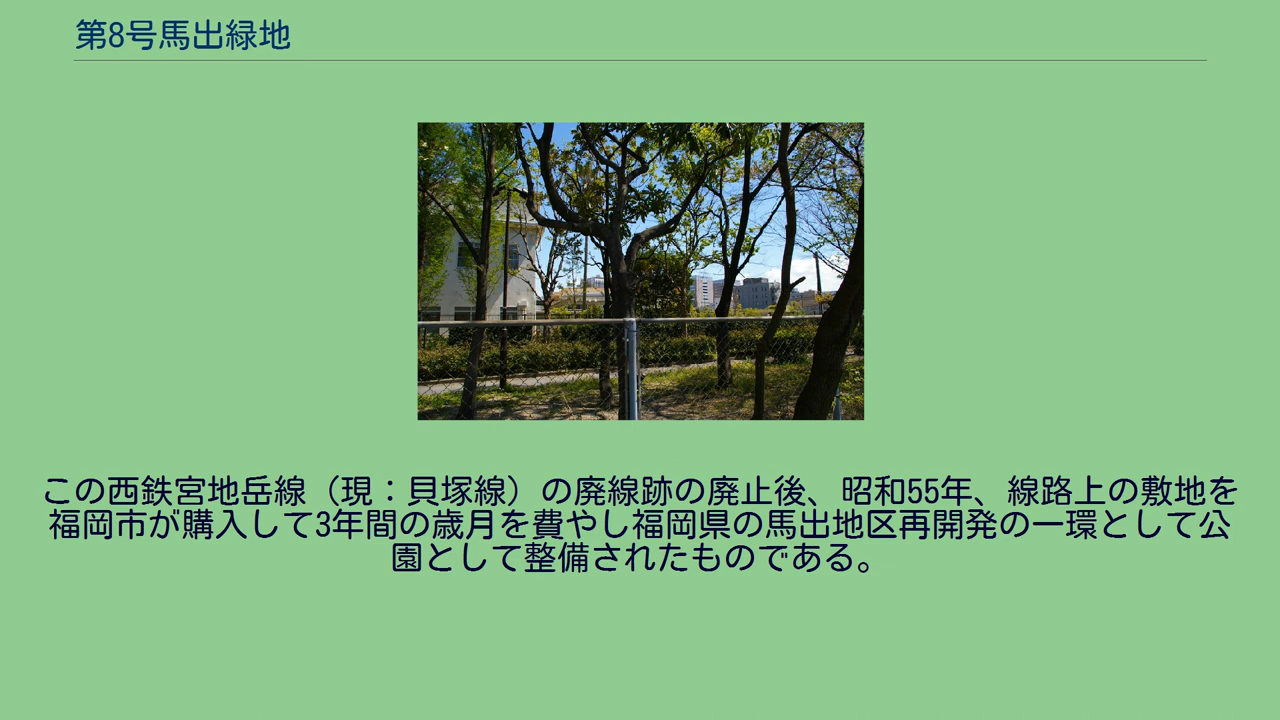 第8号馬出緑地
この西鉄宮地岳線（現：貝塚線）の廃線跡の廃止後、昭和55年、線路上の敷地を
福岡市が購入して3年間の歳月を費やし福岡県の馬出地区再開発の一環として公
園として整備されたものである。